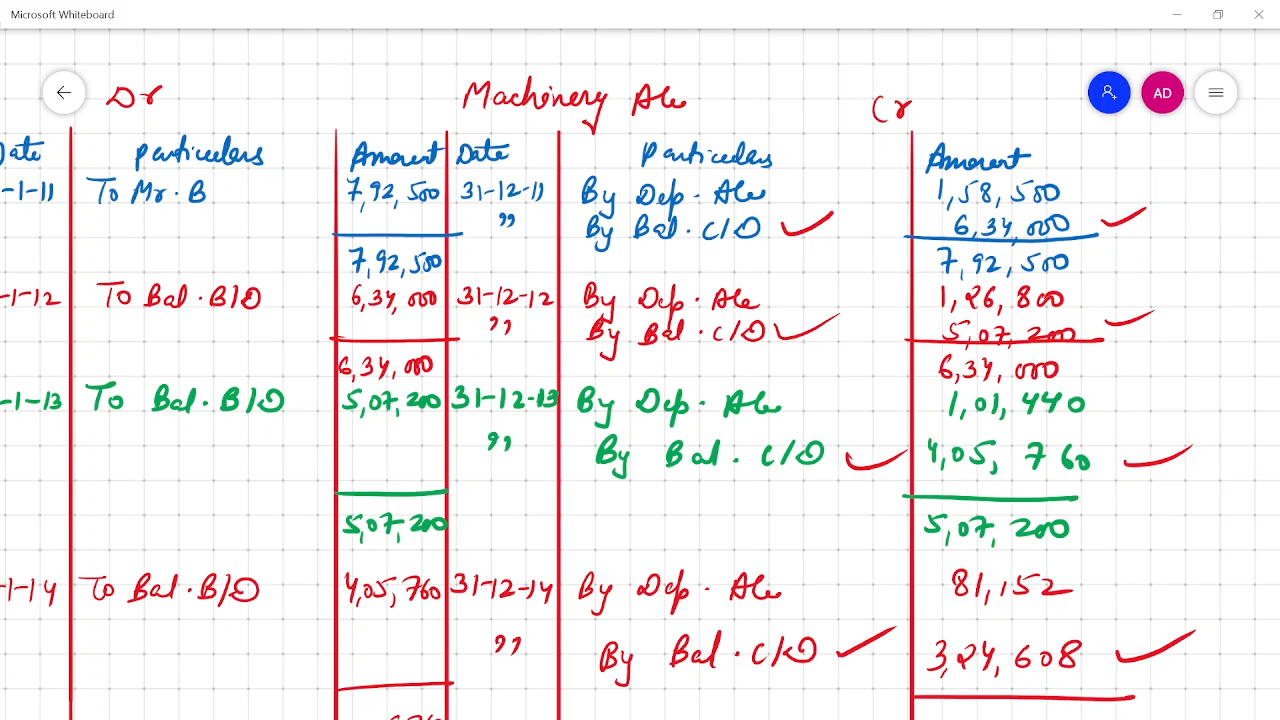 Microsoft Whiteboard
AD
Dr Machinery A/c Cr
Date Particulars Amount Date Particulars Amount
-1-11 To Mr. B 7,92,500 31-12-11 By Dep. A/c 1,58,500
" By Bal. C/D 6,34,000
7,92,500 7,92,500
-1-12 To Bal. B/D 6,34,000 31-12-12 By Dep. A/c 1,26,800
" By Bal. C/D 5,07,200
6,34,000 6,34,000
-1-13 To Bal. B/D 5,07,200 31-12-13 By Dep. A/c 1,01,440
" By Bal. C/D 4,05,760
5,07,200 5,07,200
-1-14 To Bal. B/D 4,05,760 31-12-14 By Dep. A/c 81,152
" By Bal. C/D 3,24,608